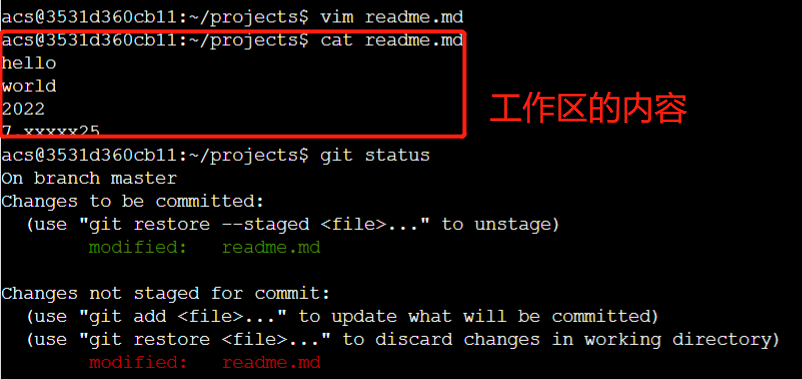 acs@3531d360cb11:~/projects$ vim readme.md
acs@3531d360cb11:~/projects$ cat readme.md
hello
world
2022
7.xxxxx25
工作区的内容
acs@3531d360cb11:~/projects$ git status
On branch master
Changes to be committed:
  (use "git restore --staged <file>..." to unstage)
        modified:   readme.md

Changes not staged for commit:
  (use "git add <file>..." to update what will be committed)
  (use "git restore <file>..." to discard changes in working directory)
        modified:   readme.md